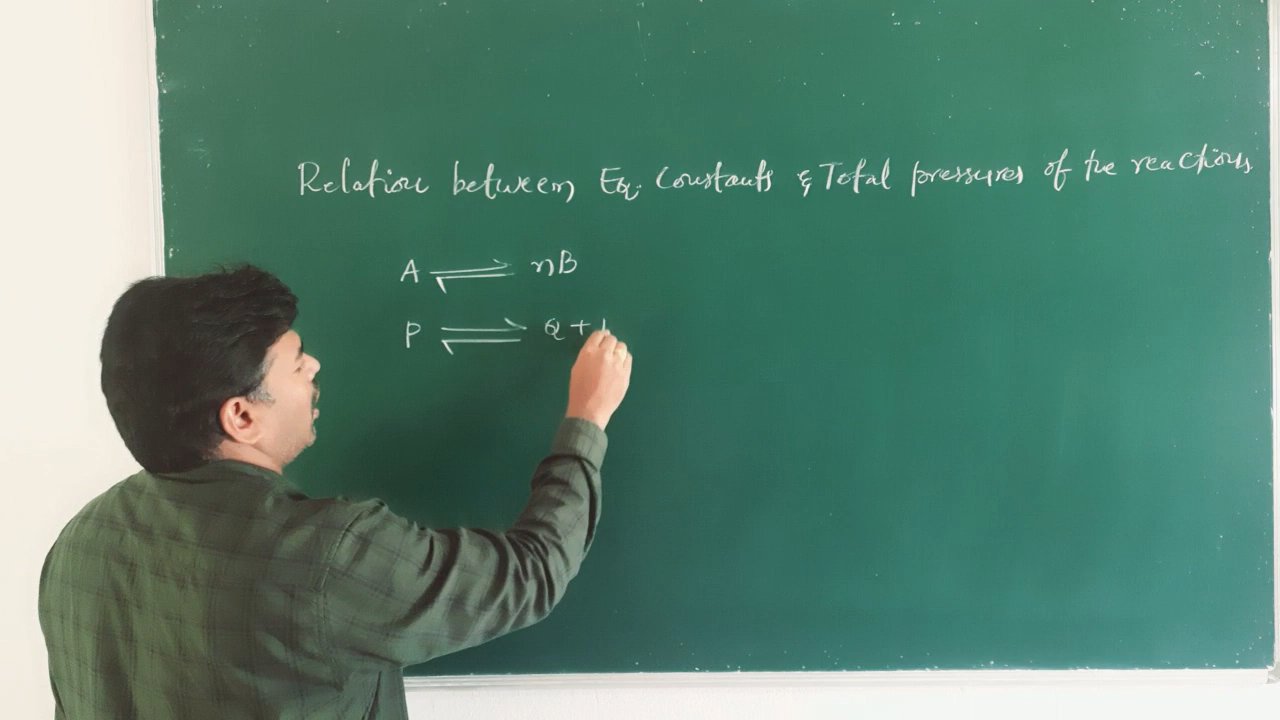 Relation between Eq. Constants & Total pressures of the reactions
A ⇌ nB
P ⇌ Q +